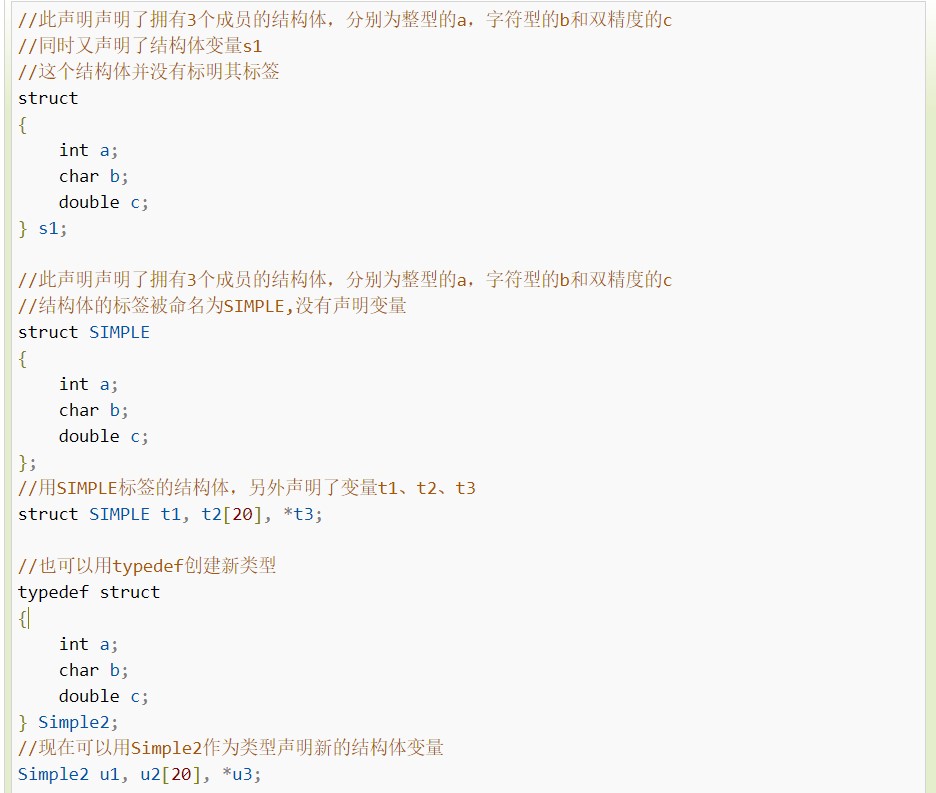 //此声明声明了拥有3个成员的结构体，分别为整型的a，字符型的b和双精度的c
//同时又声明了结构体变量s1
//这个结构体并没有标明其标签
struct
{
    int a;
    char b;
    double c;
} s1;

//此声明声明了拥有3个成员的结构体，分别为整型的a，字符型的b和双精度的c
//结构体的标签被命名为SIMPLE,没有声明变量
struct SIMPLE
{
    int a;
    char b;
    double c;
};
//用SIMPLE标签的结构体，另外声明了变量t1、t2、t3
struct SIMPLE t1, t2[20], *t3;

//也可以用typedef创建新类型
typedef struct
{
    int a;
    char b;
    double c;
} Simple2;
//现在可以用Simple2作为类型声明新的结构体变量
Simple2 u1, u2[20], *u3;